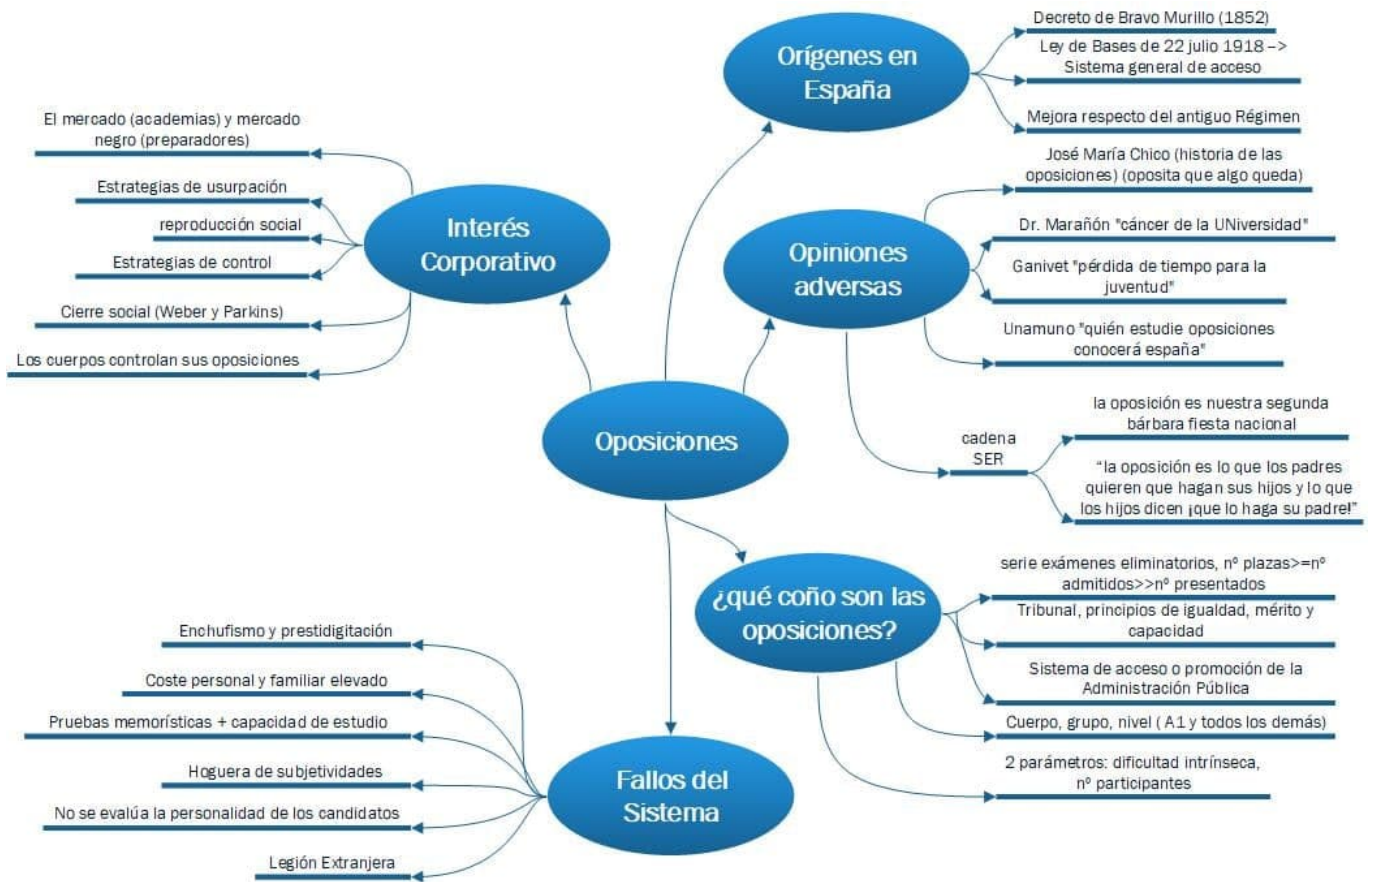 Orígenes en
España
Decreto de Bravo Murillo (1852)
Ley de Bases de 22 julio 1918 –>
Sistema general de acceso
Mejora respecto del antiguo Régimen
El mercado (academias) y mercado
negro (preparadores)
Estrategias de usurpación
reproducción social
Estrategias de control
Cierre social (Weber y Parkins)
Los cuerpos controlan sus oposiciones
Interés
Corporativo
Opiniones
adversas
José María Chico (historia de las
oposiciones) (oposita que algo queda)
Dr. Marañón "cáncer de la UNiversidad"
Ganivet "pérdida de tiempo para la
juventud"
Unamuno "quién estudie oposiciones
conocerá españa"
cadena
SER
la oposición es nuestra segunda
bárbara fiesta nacional
“la oposición es lo que los padres
quieren que hagan sus hijos y lo que
los hijos dicen ¡que lo haga su padre!”
Oposiciones
¿qué coño son las
oposiciones?
serie exámenes eliminatorios, nº plazas>=nº
admitidos>>nº presentados
Tribunal, principios de igualdad, mérito y
capacidad
Sistema de acceso o promoción de la
Administración Pública
Cuerpo, grupo, nivel ( A1 y todos los demás)
2 parámetros: dificultad intrínseca,
nº participantes
Enchufismo y prestidigitación
Coste personal y familiar elevado
Pruebas memorísticas + capacidad de estudio
Hoguera de subjetividades
No se evalúa la personalidad de los candidatos
Legión Extranjera
Fallos del
Sistema